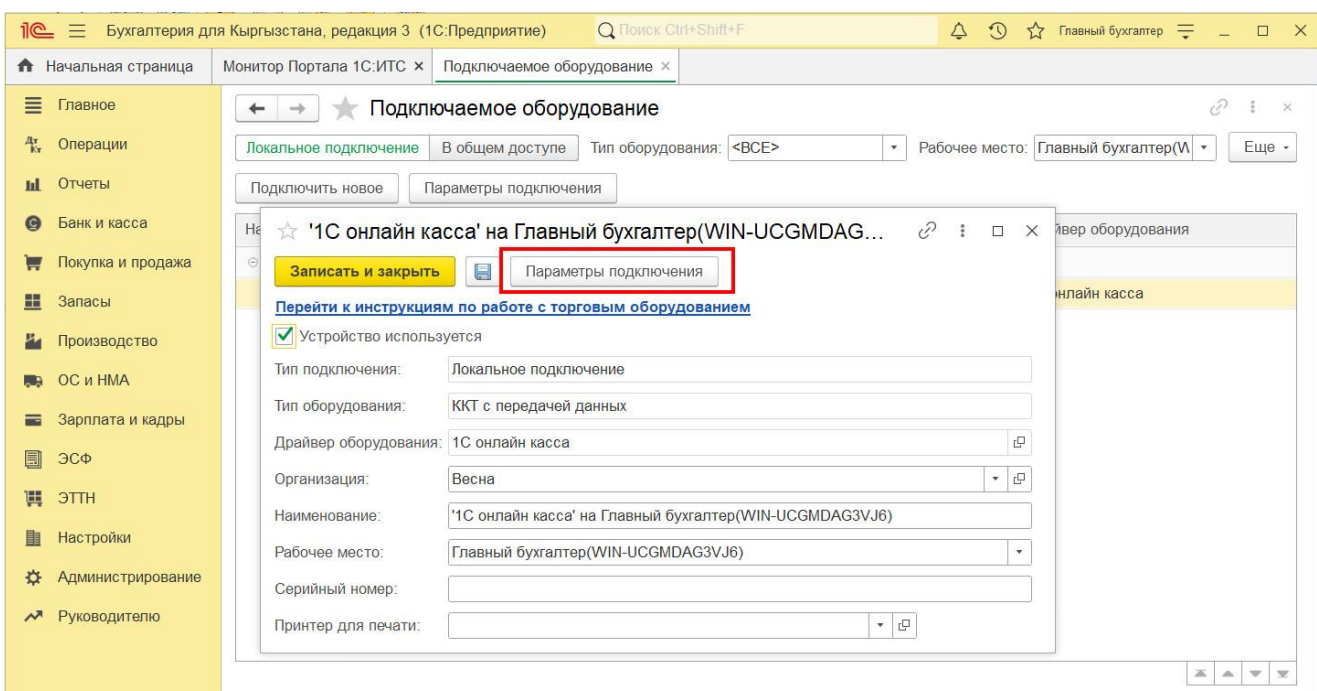 1С Бухгалтерия для Кыргызстана, редакция 3 (1С:Предприятие) Поиск Ctrl+Shift+F Главный бухгалтер
Начальная страница Монитор Портала 1С:ИТС × Подключаемое оборудование ×
Главное
Операции
Отчеты
Банк и касса
Покупка и продажа
Запасы
Производство
ОС и НМА
Зарплата и кадры
ЭСФ
ЭТТН
Настройки
Администрирование
Руководителю
Подключаемое оборудование
Локальное подключение В общем доступе Тип оборудования: <ВСЕ> Рабочее место: Главный бухгалтер(W Еще
Подключить новое Параметры подключения
'1С онлайн касса' на Главный бухгалтер(WIN-UCGMDAG...
Записать и закрыть Параметры подключения
Перейти к инструкциям по работе с торговым оборудованием
Устройство используется
Тип подключения: Локальное подключение
Тип оборудования: ККТ с передачей данных
Драйвер оборудования: 1С онлайн касса
Организация: Весна
Наименование: '1С онлайн касса' на Главный бухгалтер(WIN-UCGMDAG3VJ6)
Рабочее место: Главный бухгалтер(WIN-UCGMDAG3VJ6)
Серийный номер:
Принтер для печати:
йвер оборудования
нлайн касса